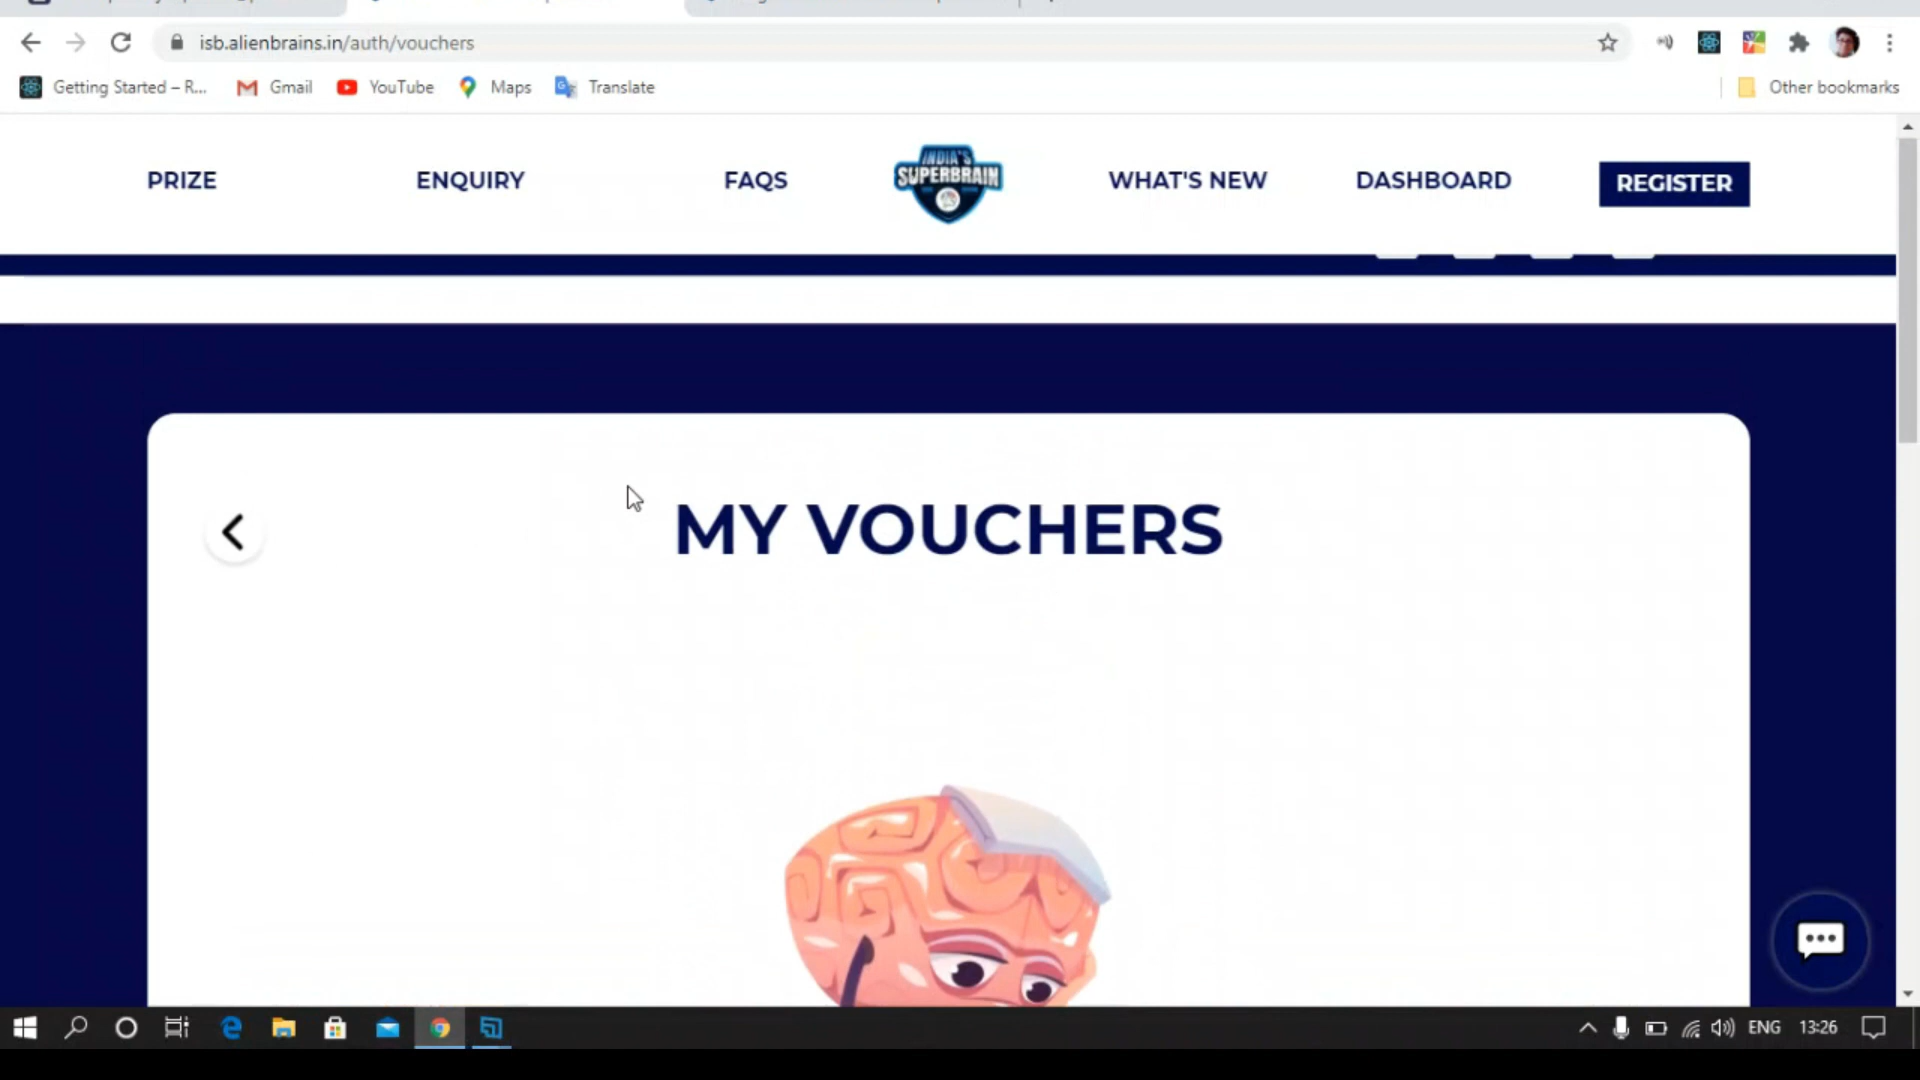 isb.alienbrains.in/auth/vouchers
Getting Started – R... Gmail YouTube Maps Translate Other bookmarks
PRIZE ENQUIRY FAQS INDIA'S SUPERBRAIN WHAT'S NEW DASHBOARD REGISTER
MY VOUCHERS
ENG 13:26